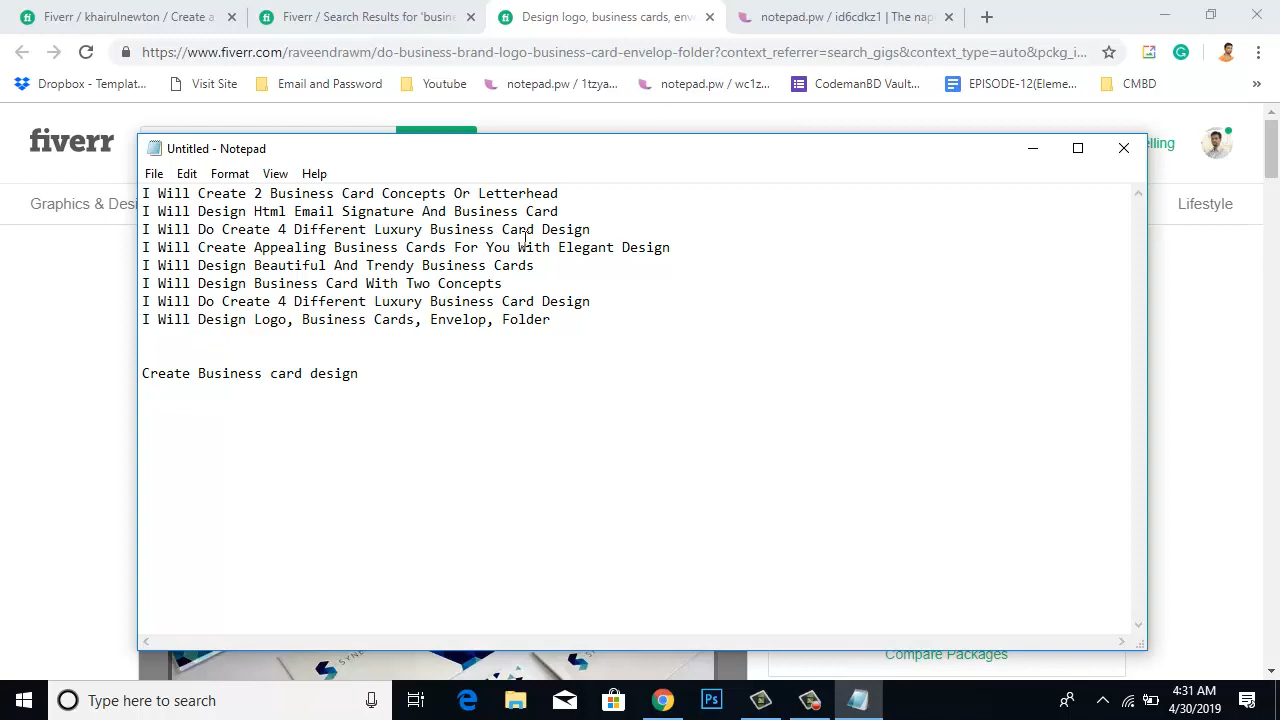 Fiverr / khairulnewton / Create a
Fiverr / Search Results for 'busine
Design logo, business cards, env
notepad.pw / id6cdkz1 | The nap
https://www.fiverr.com/raveendrawm/do-business-brand-logo-business-card-envelop-folder?context_referrer=search_gigs&context_type=auto&pckg_i...
Dropbox - Templat... Visit Site Email and Password Youtube notepad.pw / 1tzya... notepad.pw / wc1z... CodemanBD Vault... EPISODE-12(Eleme... CMBD »
fiverr
elling
Graphics & Desi
Lifestyle
Untitled - Notepad
File Edit Format View Help
I Will Create 2 Business Card Concepts Or Letterhead
I Will Design Html Email Signature And Business Card
I Will Do Create 4 Different Luxury Business Card Design
I Will Create Appealing Business Cards For You With Elegant Design
I Will Design Beautiful And Trendy Business Cards
I Will Design Business Card With Two Concepts
I Will Do Create 4 Different Luxury Business Card Design
I Will Design Logo, Business Cards, Envelop, Folder
Create Business card design
SYNE
Compare Packages
Type here to search
Ps
4:31 AM
4/30/2019